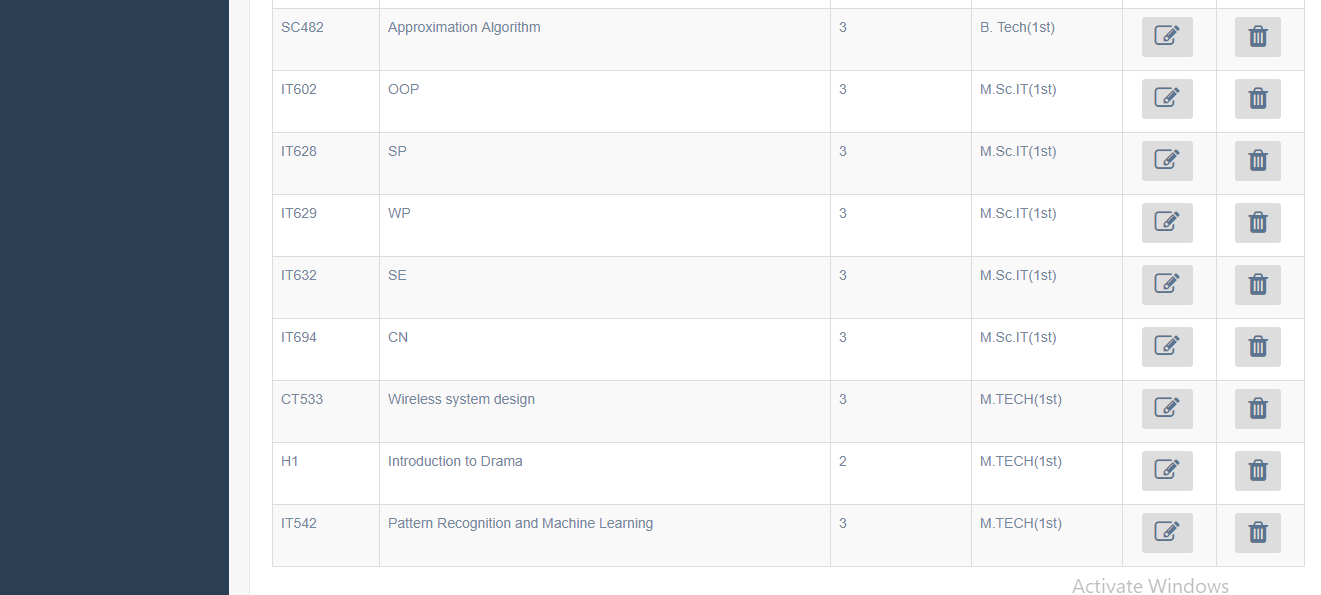 SC482 Approximation Algorithm 3 B. Tech(1st)
IT602 OOP 3 M.Sc.IT(1st)
IT628 SP 3 M.Sc.IT(1st)
IT629 WP 3 M.Sc.IT(1st)
IT632 SE 3 M.Sc.IT(1st)
IT694 CN 3 M.Sc.IT(1st)
CT533 Wireless system design 3 M.TECH(1st)
H1 Introduction to Drama 2 M.TECH(1st)
IT542 Pattern Recognition and Machine Learning 3 M.TECH(1st)
Activate Windows